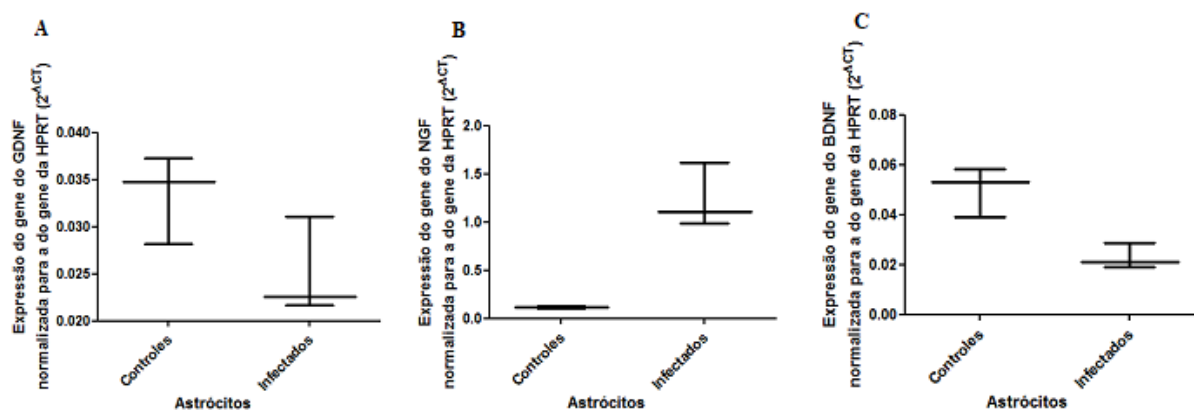 A
Expressão do gene do GDNF
normalizada para a do gene da HPRT (2^-ΔCT)
0.040
0.035
0.030
0.025
0.020
Controles
Infectados
Astrócitos
B
Expressão do gene do NGF
normalizada para a do gene da HPRT (2^-ΔCT)
2.0
1.5
1.0
0.5
0.0
Controles
Infectados
Astrócitos
C
Expressão do gene do BDNF
normalizada para a do gene da HPRT (2^-ΔCT)
0.08
0.06
0.04
0.02
0.00
Controles
Infectados
Astrócitos